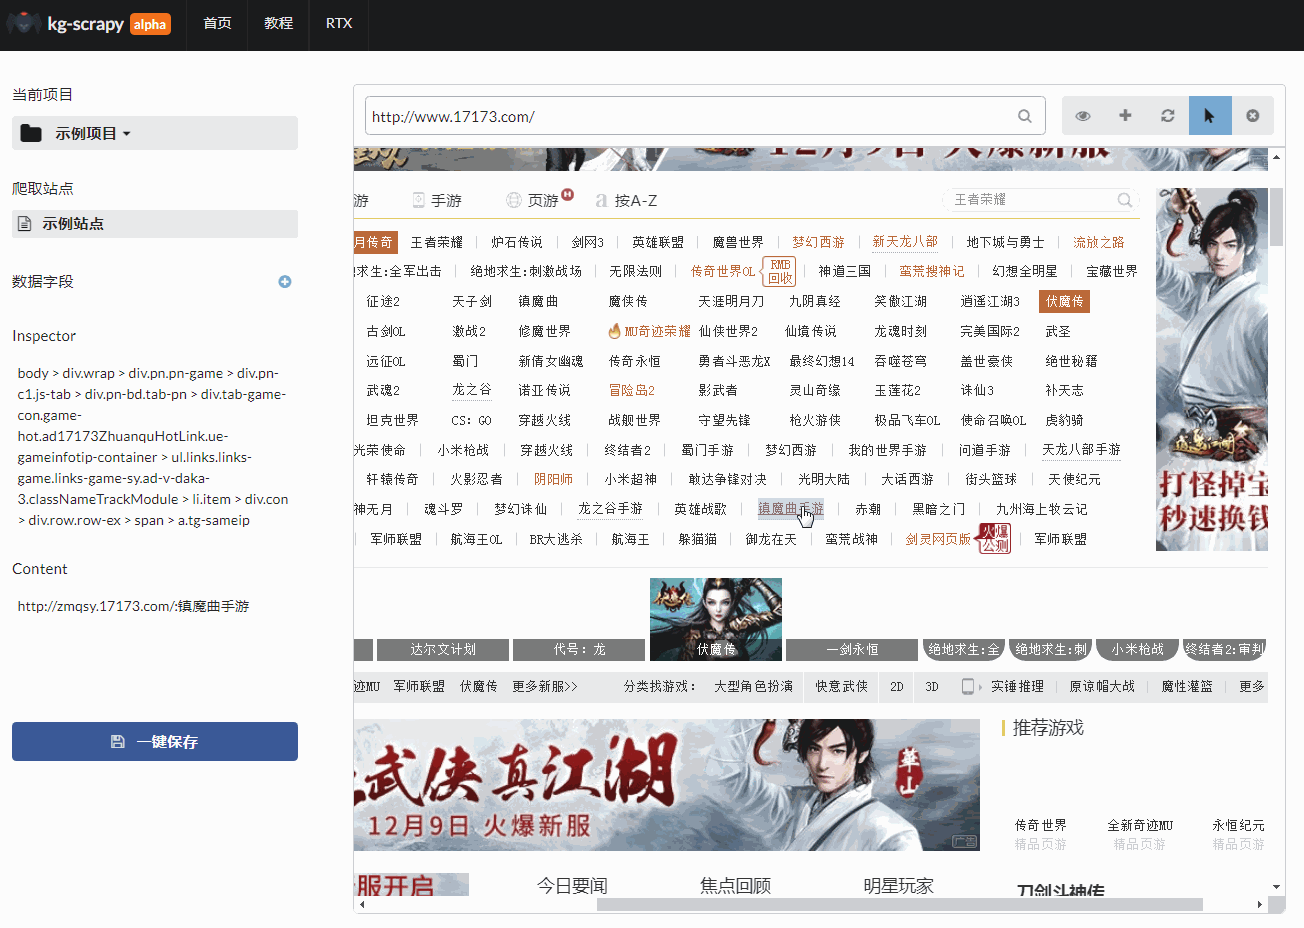 kg-scrapy alpha 首页 教程 RTX
当前项目
示例项目
爬取站点
示例站点
数据字段
Inspector
body > div.wrap > div.pn.pn-game > div.pn-
c1.js-tab > div.pn-bd.tab-pn > div.tab-game-
con.game-
hot.ad17173ZhuanquHotLink.ue-
gameinfotip-container > ul.links.links-
game.links-game-sy.ad-v-daka-
3.classNameTrackModule > li.item > div.con
> div.row.row-ex > span > a.tg-sameip
Content
http://zmqsy.17173.com/:镇魔曲手游
一键保存
http://www.17173.com/
12月9日 火爆新服
游 手游 页游 H a 按A-Z 王者荣耀
月传奇 王者荣耀 炉石传说 剑网3 英雄联盟 魔兽世界 梦幻西游 新天龙八部 地下城与勇士 流放之路
求生:全军出击 绝地求生:刺激战场 无限法则 传奇世界OL RMB回收 神道三国 蛮荒搜神记 幻想全明星 宝藏世界
征途2 天子剑 镇魔曲 魔侠传 天涯明月刀 九阴真经 笑傲江湖 逍遥江湖3 伏魔传
古剑OL 激战2 修魔世界 MU奇迹荣耀 仙侠世界2 仙境传说 龙魂时刻 完美国际2 武圣
远征OL 蜀门 新倩女幽魂 传奇永恒 勇者斗恶龙X 最终幻想14 吞噬苍穹 盖世豪侠 绝世秘籍
武魂2 龙之谷 诺亚传说 冒险岛2 影武者 灵山奇缘 玉莲花2 诛仙3 补天志
坦克世界 CS: GO 穿越火线 战舰世界 守望先锋 枪火游侠 极品飞车OL 使命召唤OL 虎豹骑
光荣使命 小米枪战 穿越火线 终结者2 蜀门手游 梦幻西游 我的世界手游 问道手游 天龙八部手游
轩辕传奇 火影忍者 阴阳师 小米超神 敢达争锋对决 光明大陆 大话西游 街头篮球 天使纪元
神无月 魂斗罗 梦幻诛仙 龙之谷手游 英雄战歌 镇魔曲手游 赤潮 黑暗之门 九州海上牧云记
军师联盟 航海王OL BR大逃杀 航海王 躲猫猫 御龙在天 蛮荒战神 剑灵网页版 火爆公测 军师联盟
打怪掉宝
秒速换钱
达尔文计划 代号：龙 伏魔传 一剑永恒 绝地求生:全 绝地求生:刺 小米枪战 终结者2:审判
迹MU 军师联盟 伏魔传 更多新服>> 分类找游戏： 大型角色扮演 快意武侠 2D 3D 实锤推理 原谅帽大战 魔性灌篮 更多
武侠真江湖
华山
12月9日 火爆新服
广告
推荐游戏
传奇世界 全新奇迹MU 永恒纪元
精品页游 精品页游 精品页游
服开启 今日要闻 焦点回顾 明星玩家 刀剑斗神传